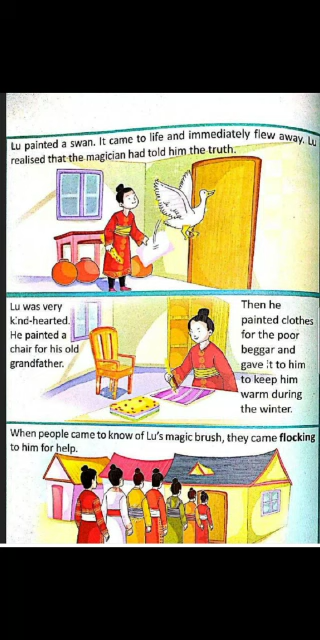 Lu painted a swan. It came to life and immediately flew away. Lu
realised that the magician had told him the truth.
Lu was very
kind-hearted.
He painted a
chair for his old
grandfather.
Then he
painted clothes
for the poor
beggar and
gave it to him
to keep him
warm during
the winter.
When people came to know of Lu's magic brush, they came flocking
to him for help.